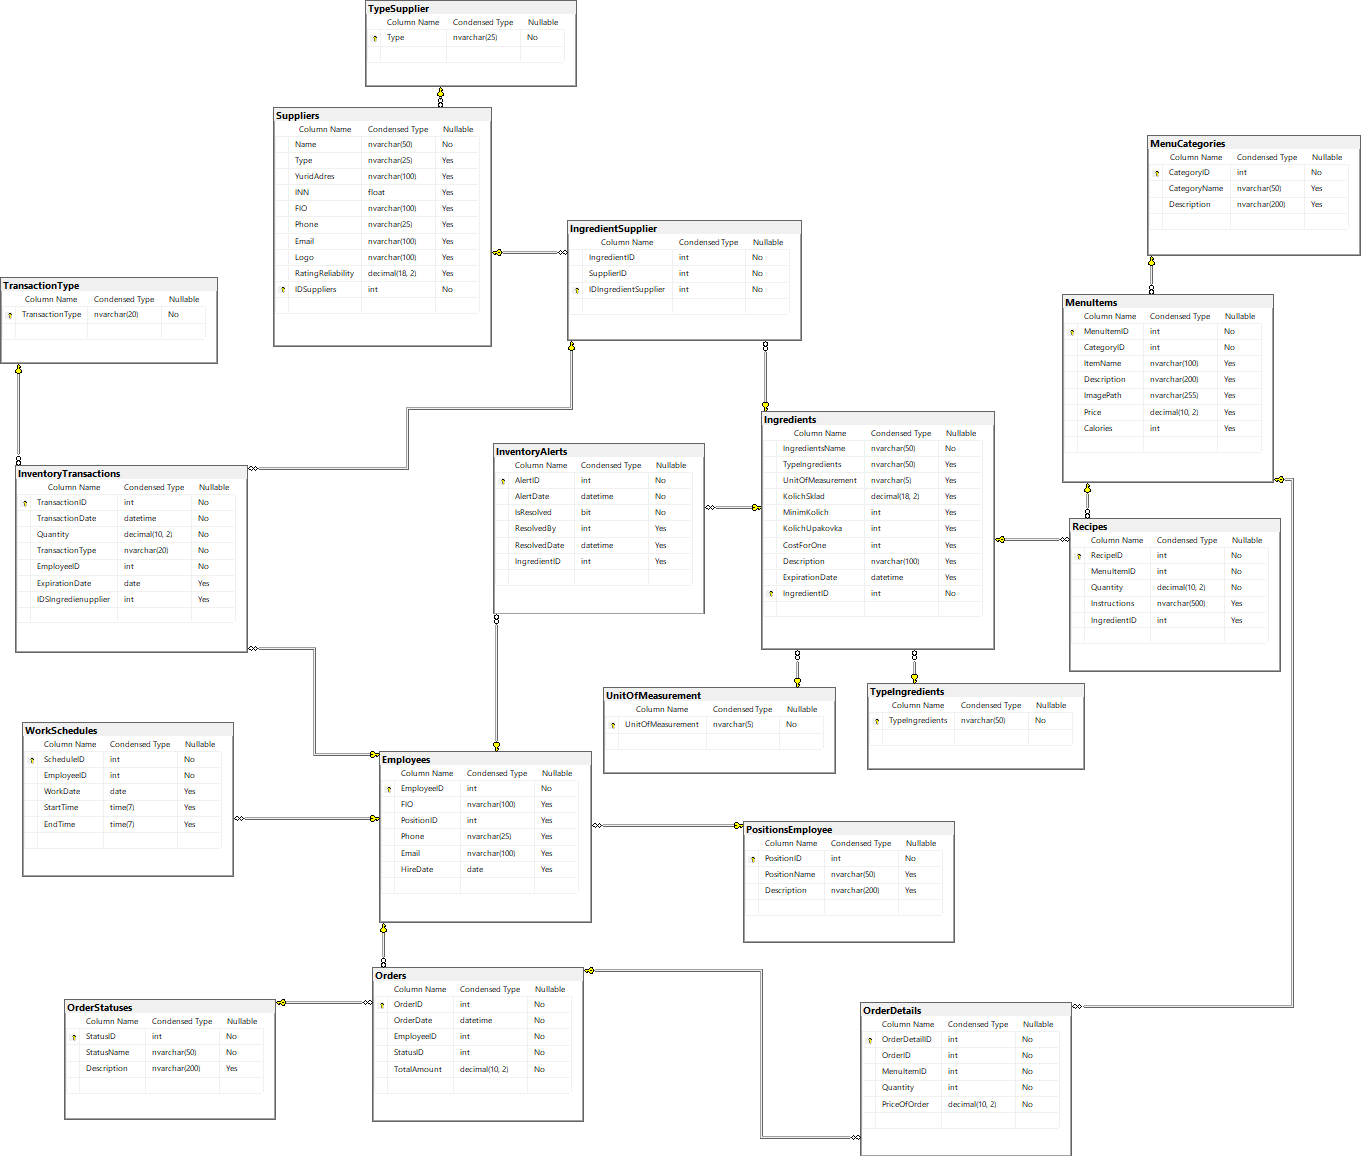 TypeSupplier
Column Name Condensed Type Nullable
Type nvarchar(25) No
Suppliers
Column Name Condensed Type Nullable
Name nvarchar(50) No
Type nvarchar(25) Yes
YuridAdres nvarchar(100) Yes
INN float Yes
FIO nvarchar(100) Yes
Phone nvarchar(25) Yes
Email nvarchar(100) Yes
Logo nvarchar(100) Yes
RatingReliability decimal(18, 2) Yes
IDSuppliers int No
MenuCategories
Column Name Condensed Type Nullable
CategoryID int No
CategoryName nvarchar(50) Yes
Description nvarchar(200) Yes
IngredientSupplier
Column Name Condensed Type Nullable
IngredientID int No
SupplierID int No
IDIngredientSupplier int No
TransactionType
Column Name Condensed Type Nullable
TransactionType nvarchar(20) No
MenuItems
Column Name Condensed Type Nullable
MenuItemID int No
CategoryID int No
ItemName nvarchar(100) Yes
Description nvarchar(200) Yes
ImagePath nvarchar(255) Yes
Price decimal(10, 2) Yes
Calories int Yes
Ingredients
Column Name Condensed Type Nullable
IngredientsName nvarchar(50) No
TypeIngredients nvarchar(50) Yes
UnitOfMeasurement nvarchar(5) Yes
KolichSklad decimal(18, 2) Yes
MinimKolich int Yes
KolichUpakovka int Yes
CostForOne int Yes
Description nvarchar(100) Yes
ExpirationDate datetime Yes
IngredientID int No
InventoryAlerts
Column Name Condensed Type Nullable
AlertID int No
AlertDate datetime No
IsResolved bit No
ResolvedBy int Yes
ResolvedDate datetime Yes
IngredientID int Yes
InventoryTransactions
Column Name Condensed Type Nullable
TransactionID int No
TransactionDate datetime No
Quantity decimal(10, 2) No
TransactionType nvarchar(20) No
EmployeeID int No
ExpirationDate date Yes
IDSIngredienupplier int Yes
Recipes
Column Name Condensed Type Nullable
RecipeID int No
MenuItemID int No
Quantity decimal(10, 2) No
Instructions nvarchar(500) Yes
IngredientID int Yes
UnitOfMeasurement
Column Name Condensed Type Nullable
UnitOfMeasurement nvarchar(5) No
TypeIngredients
Column Name Condensed Type Nullable
TypeIngredients nvarchar(50) No
WorkSchedules
Column Name Condensed Type Nullable
ScheduleID int No
EmployeeID int No
WorkDate date Yes
StartTime time(7) Yes
EndTime time(7) Yes
Employees
Column Name Condensed Type Nullable
EmployeeID int No
FIO nvarchar(100) Yes
PositionID int Yes
Phone nvarchar(25) Yes
Email nvarchar(100) Yes
HireDate date Yes
PositionsEmployee
Column Name Condensed Type Nullable
PositionID int No
PositionName nvarchar(50) Yes
Description nvarchar(200) Yes
Orders
Column Name Condensed Type Nullable
OrderID int No
OrderDate datetime No
EmployeeID int No
StatusID int No
TotalAmount decimal(10, 2) No
OrderStatuses
Column Name Condensed Type Nullable
StatusID int No
StatusName nvarchar(50) No
Description nvarchar(200) Yes
OrderDetails
Column Name Condensed Type Nullable
OrderDetailID int No
OrderID int No
MenuItemID int No
Quantity int No
PriceOfOrder decimal(10, 2) No